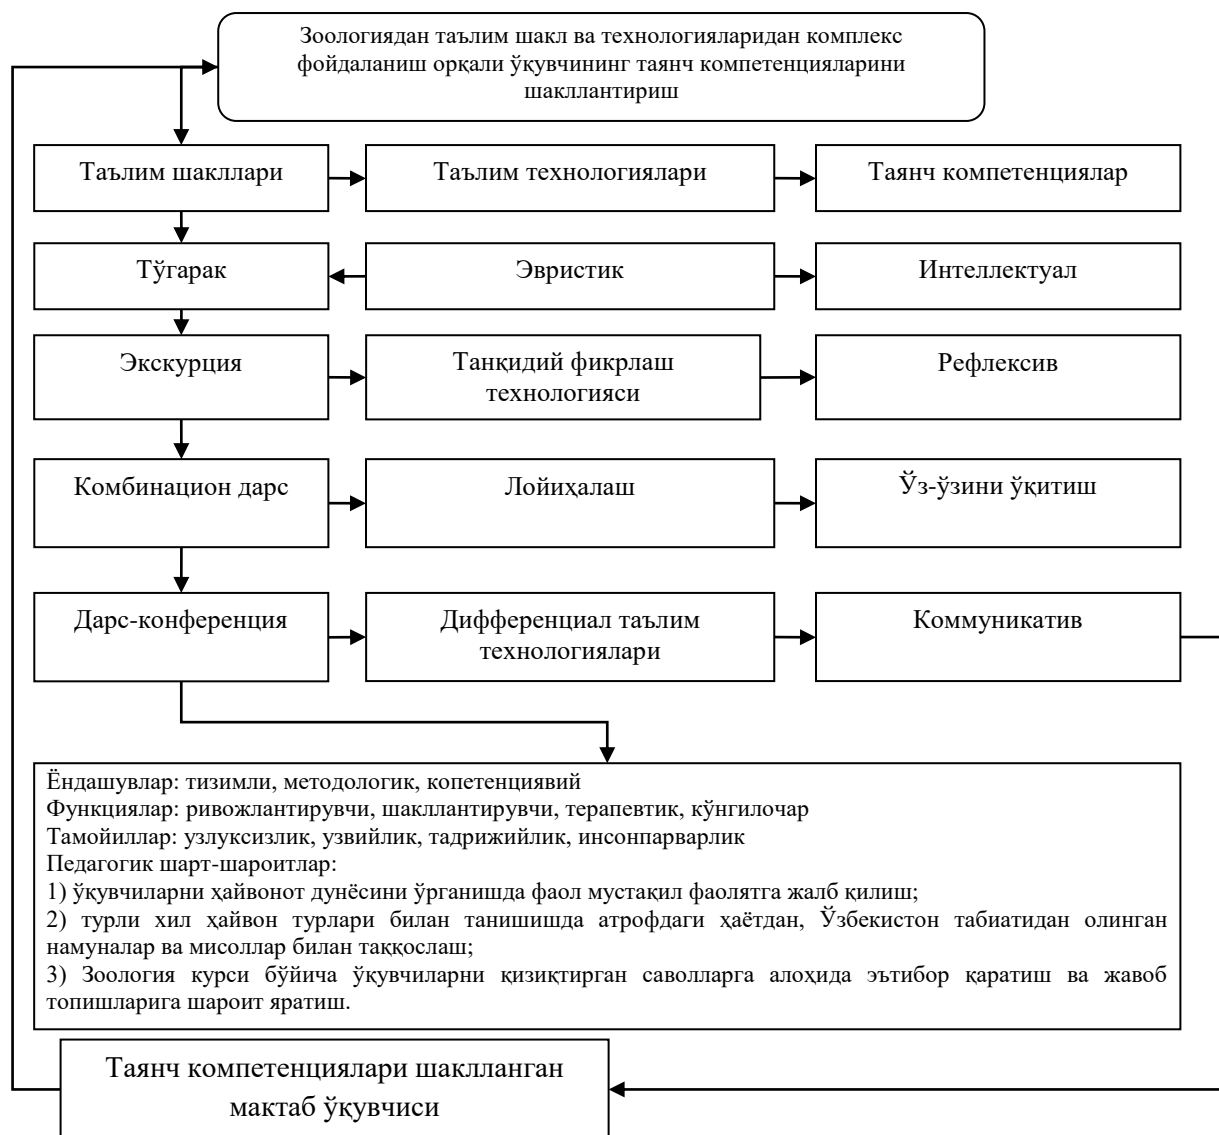 Зоологиядан таълим шакл ва технологияларидан комплекс
фойдаланиш орқали ўқувчининг таянч компетенцияларини
шакллантириш
Таълим шакллари
Таълим технологиялари
Таянч компетенциялар
Тўгарак
Эвристик
Интеллектуал
Экскурция
Танқидий фикрлаш
технологияси
Рефлексив
Комбинацион дарс
Лойиҳалаш
Ўз-ўзини ўқитиш
Дарс-конференция
Дифференциал таълим
технологиялари
Коммуникатив
Ёндашувлар: тизимли, методологик, копетенциявий
Функциялар: ривожлантирувчи, шакллантирувчи, терапевтик, кўнгилочар
Тамойиллар: узлуксизлик, узвийлик, тадрижийлик, инсонпарварлик
Педагогик шарт-шароитлар:
1) ўқувчиларни ҳайвонот дунёсини ўрганишда фаол мустақил фаолятга жалб қилиш;
2) турли хил ҳайвон турлари билан танишишда атрофдаги ҳаётдан, Ўзбекистон табиатидан олинган
намуналар ва мисоллар билан таққослаш;
3) Зоология курси бўйича ўқувчиларни қизиқтирган саволларга алоҳида эътибор қаратиш ва жавоб
топишларига шароит яратиш.
Таянч компетенциялари шаклланган
мактаб ўқувчиси